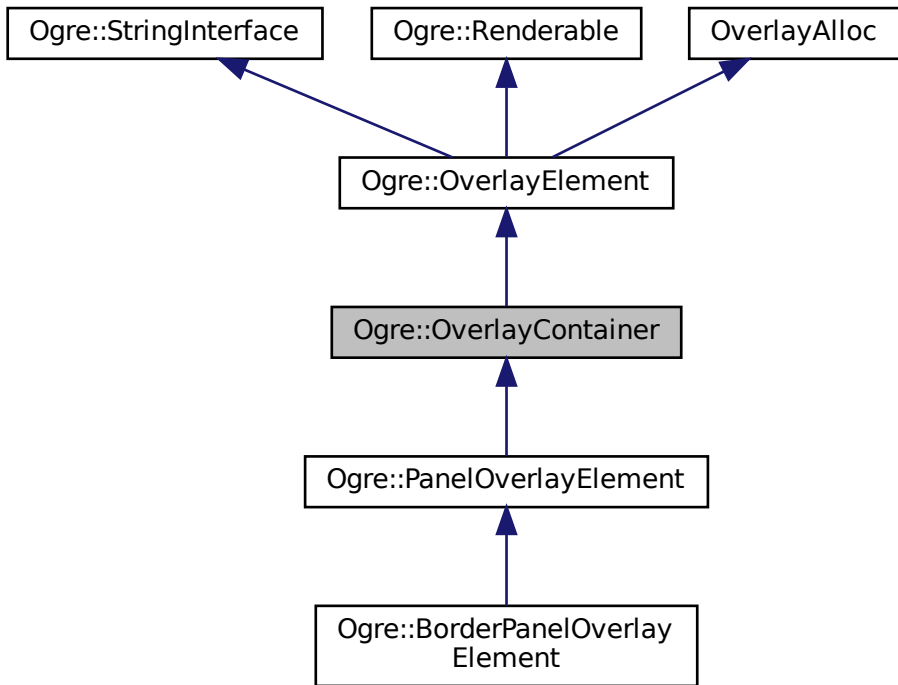 Ogre::StringInterface
Ogre::Renderable
OverlayAlloc
Ogre::OverlayElement
Ogre::OverlayContainer
Ogre::PanelOverlayElement
Ogre::BorderPanelOverlay
Element